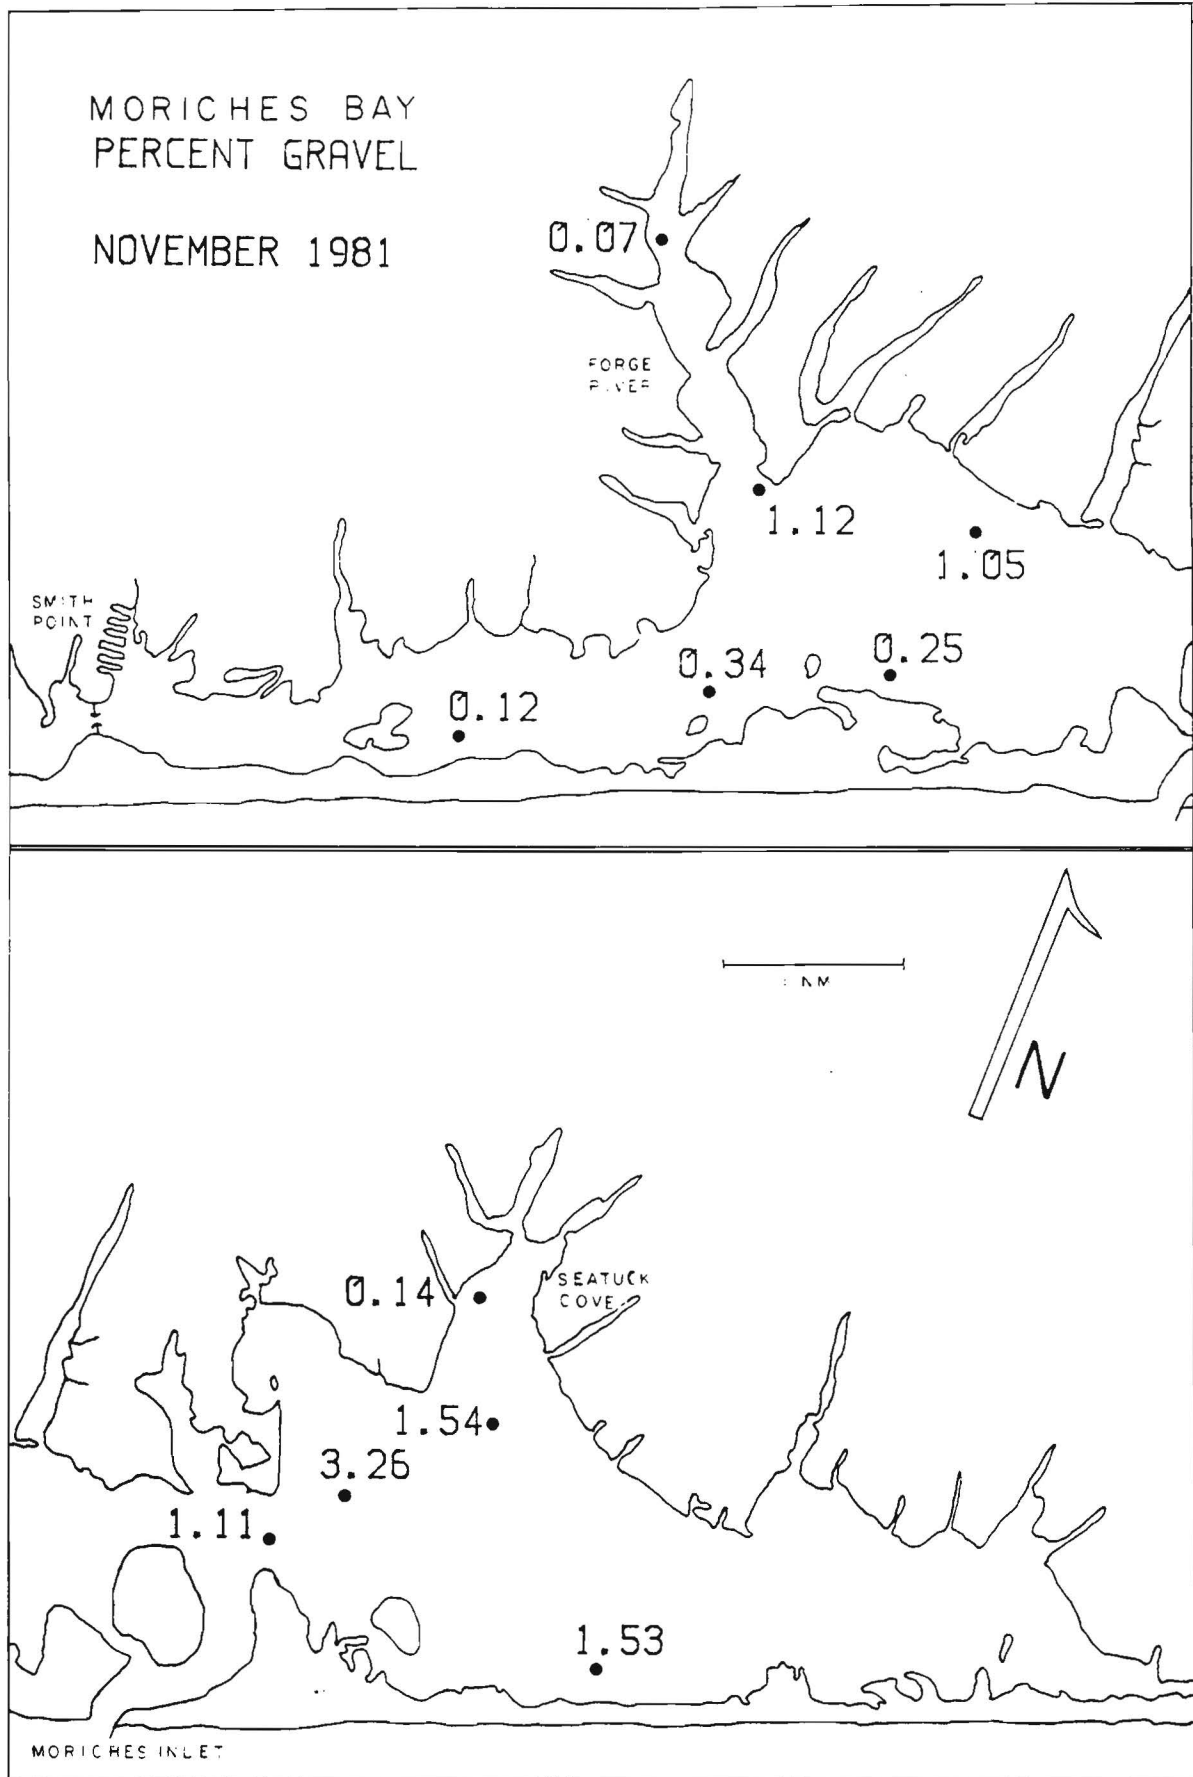 MORICHES BAY
PERCENT GRAVEL
NOVEMBER 1981
0.07
FORGE
RIVER
1.12
1.05
SMITH
POINT
0.34
0.25
0.12
NM
N
SEATUCK
COVE
0.14
1.54
3.26
1.11
1.53
MORICHES INLET